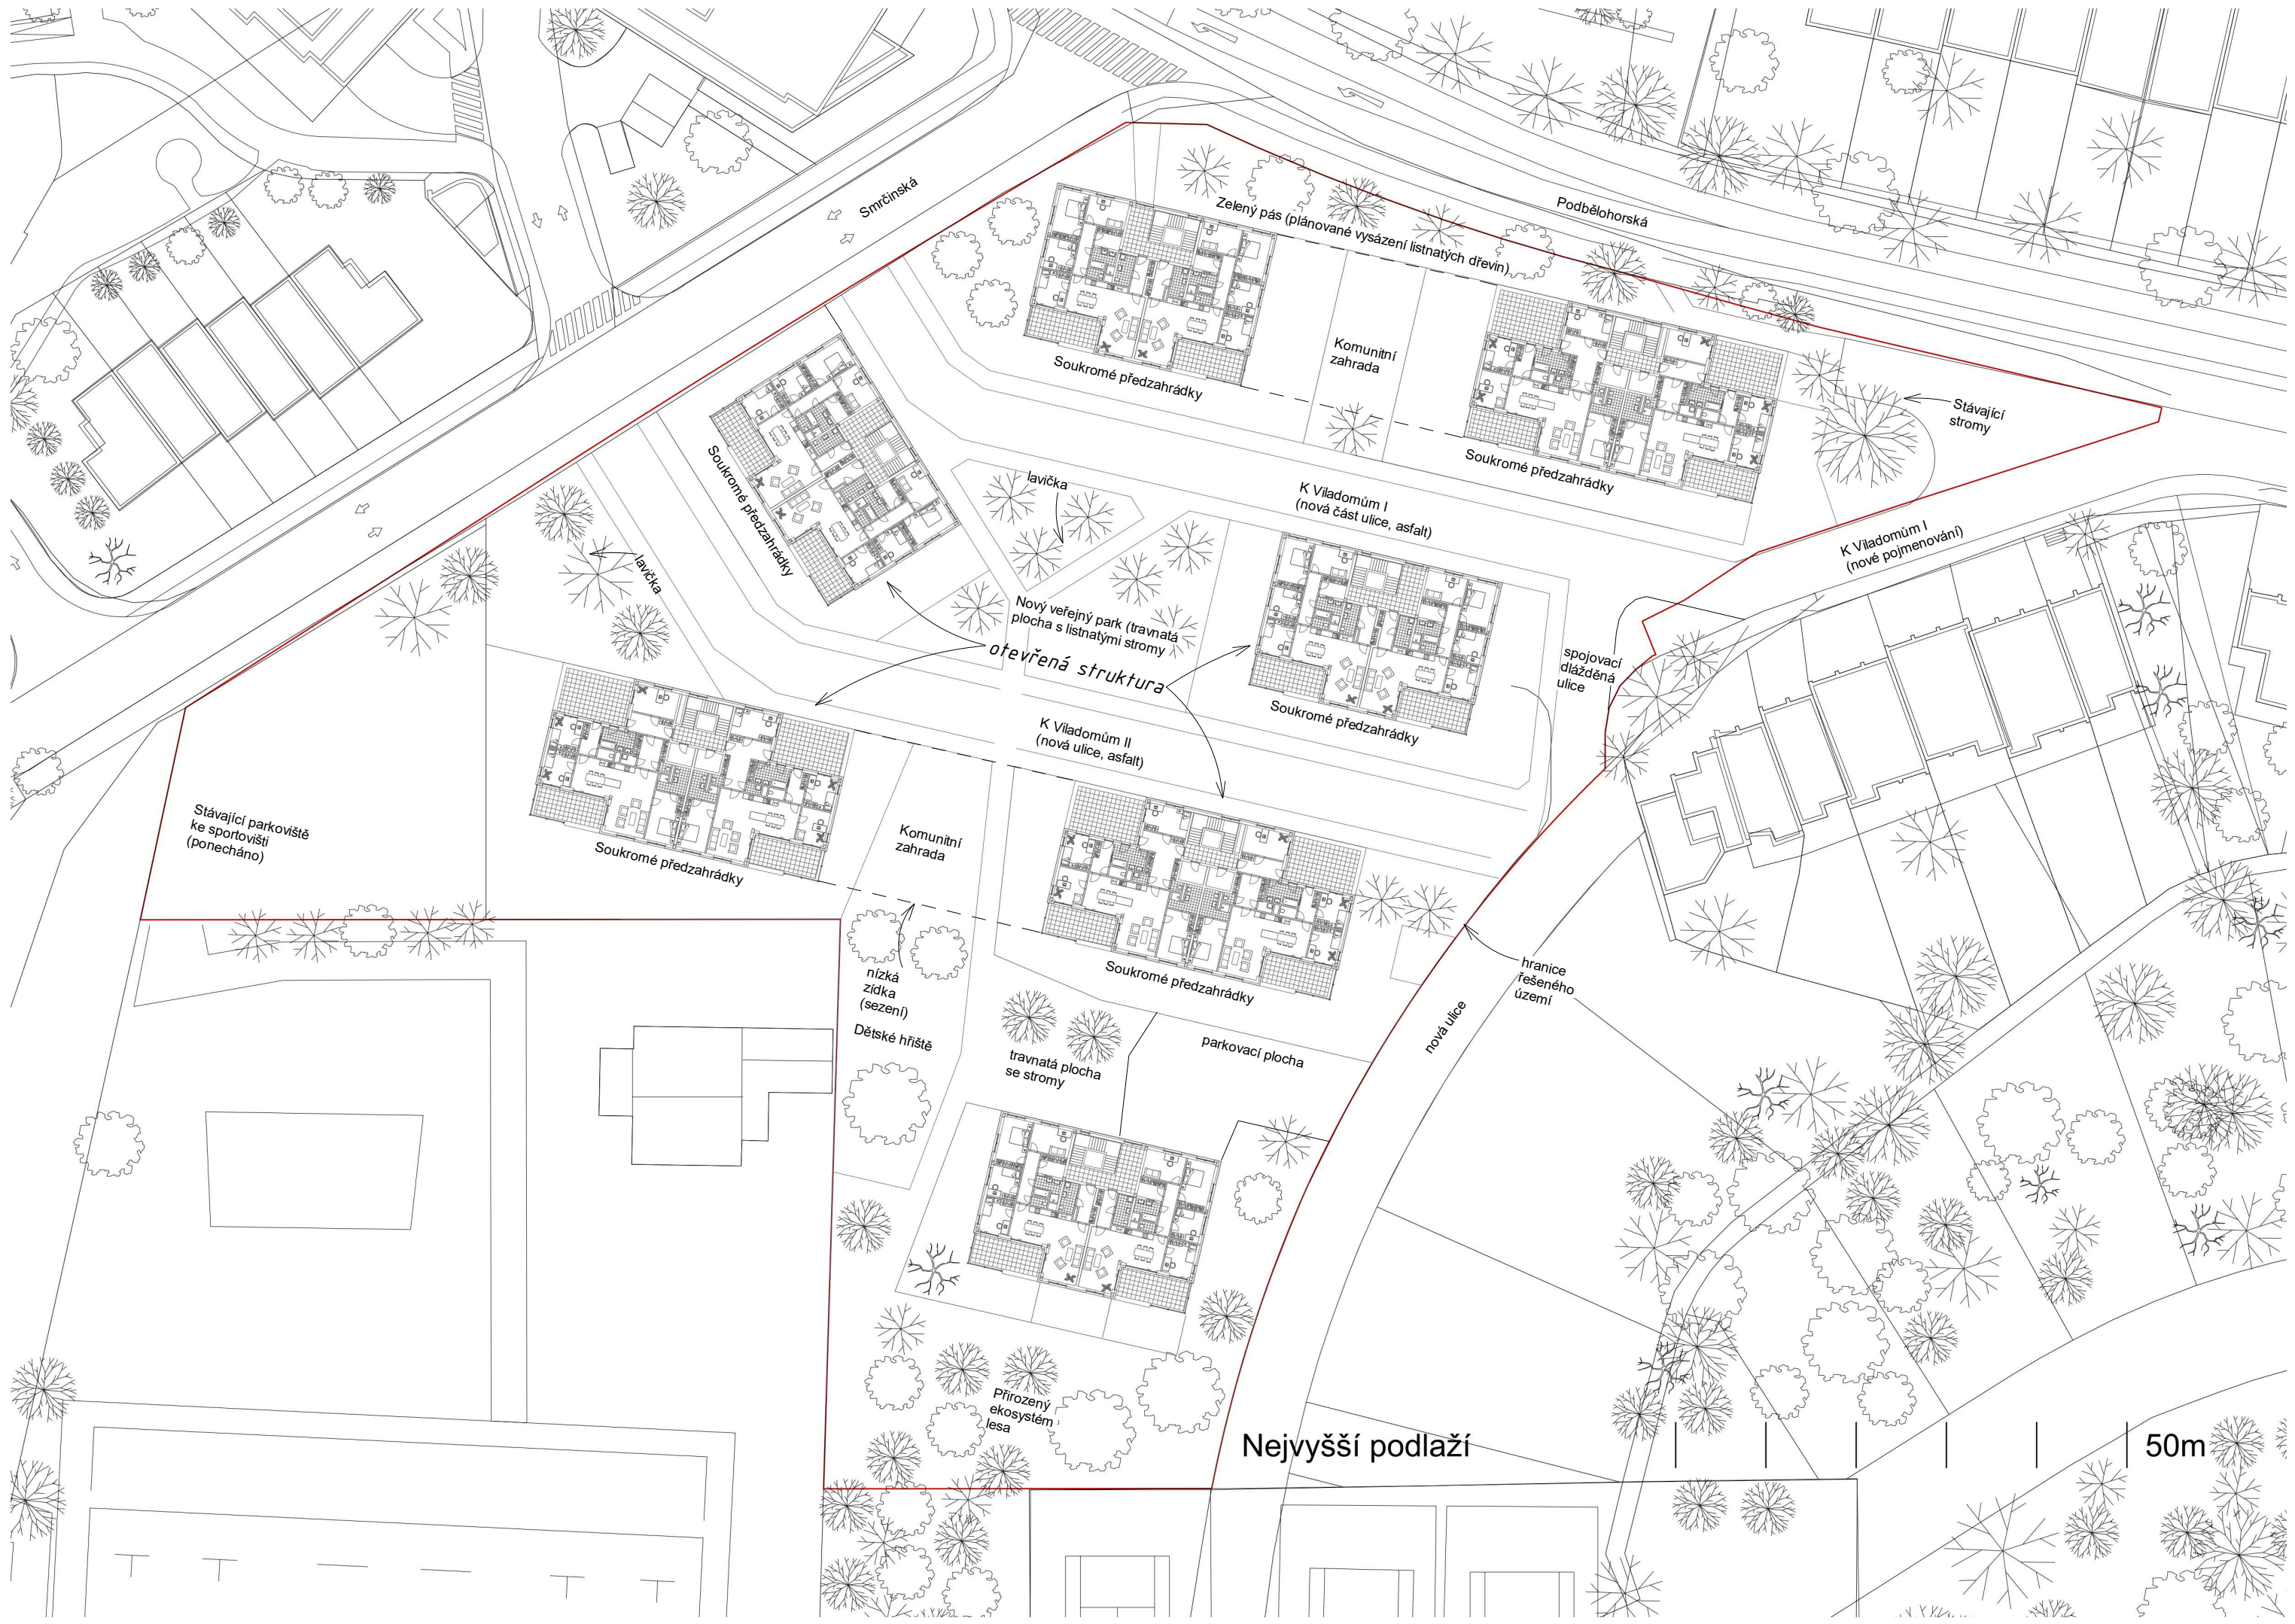 Smrčinská
Podbělohorská
Zelený pás (plánované vysázení listnatých dřevin)
Komunitní
zahrada
Soukromé předzahrádky
Stávající
stromy
Soukromé předzahrádky
Soukromé předzahrádky
lavička
K Viladomům I
(nová část ulice, asfalt)
K Viladomům I
(nové pojmenování)
lavička
Nový veřejný park (travnatá
plocha s listnatými stromy
otevřená struktura
spojovací
dlážděná
ulice
Soukromé předzahrádky
K Viladomům II
(nová ulice, asfalt)
Stávající parkoviště
ke sportovišti
(ponecháno)
Soukromé předzahrádky
Komunitní
zahrada
nízká
zídka
(sezení)
Soukromé předzahrádky
hranice
řešeného
území
Dětské hřiště
nová ulice
travnatá plocha
se stromy
parkovací plocha
Přirozený
ekosystém
lesa
Nejvyšší podlaží
50m